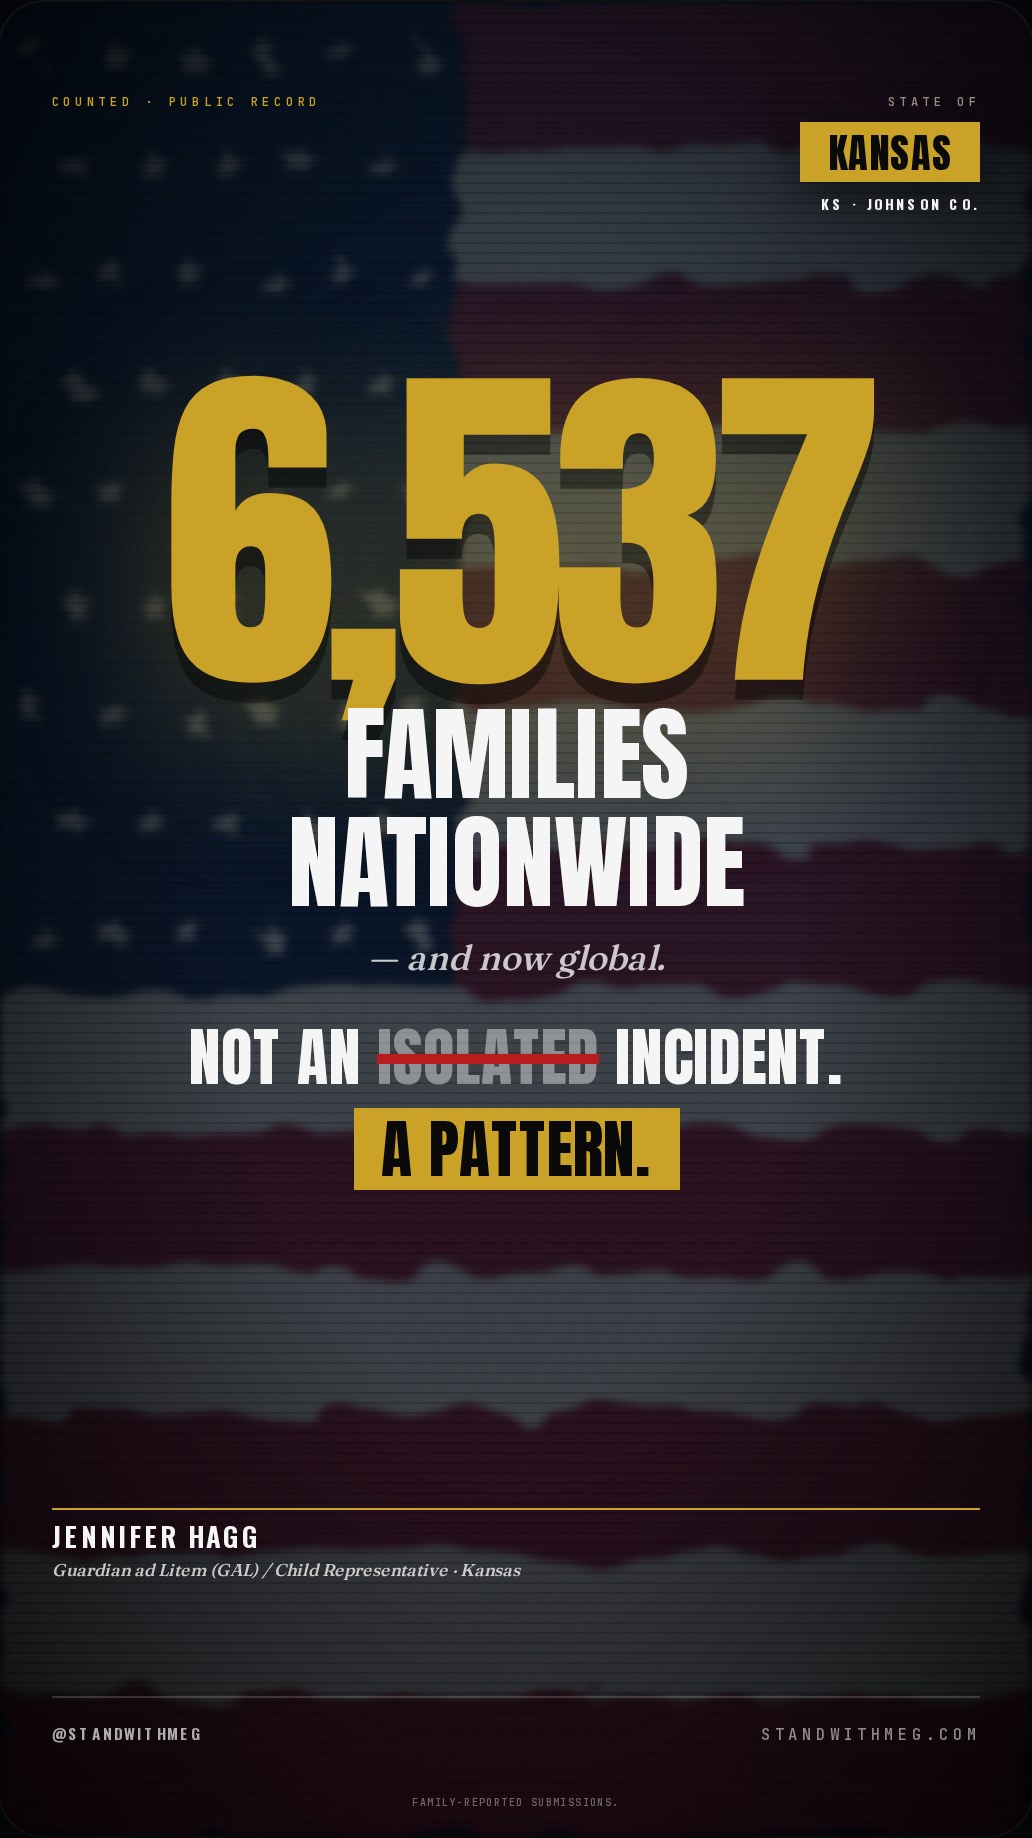 COUNTED · PUBLIC RECORD
STATE OF
KANSAS
KS · JOHNSON CO.
6,537
FAMILIES
NATIONWIDE
— and now global.
NOT AN ISOLATED INCIDENT.
A PATTERN.
JENNIFER HAGG
Guardian ad Litem (GAL) / Child Representative · Kansas
@STANDWITHMEG
STANDWITHMEG.COM
FAMILY-REPORTED SUBMISSIONS.